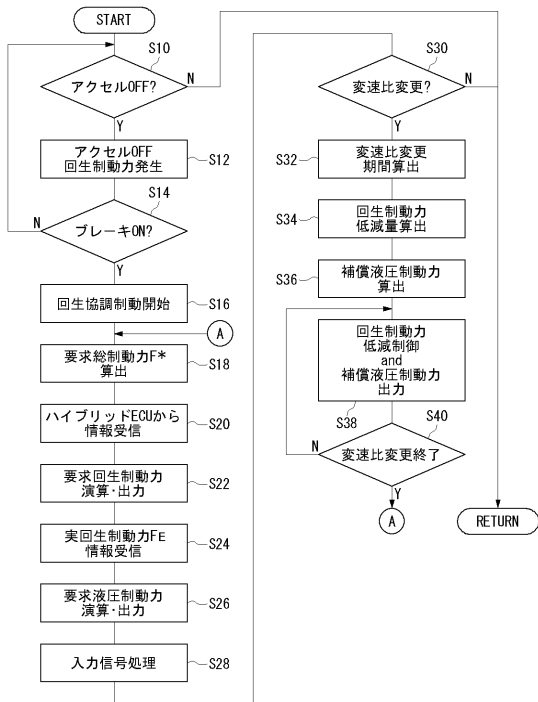 START
S10
アクセルOFF?
N
Y
アクセルOFF
回生制動力発生
S12
S14
ブレーキON?
N
Y
回生協調制動開始
S16
A
要求総制動力F*
算出
S18
ハイブリッドECUから
情報受信
S20
要求回生制動力
演算・出力
S22
実回生制動力FE
情報受信
S24
要求液圧制動力
演算・出力
S26
入力信号処理
S28
S30
変速比変更?
N
Y
変速比変更
期間算出
S32
回生制動力
低減量算出
S34
補償液圧制動力
算出
S36
回生制動力
低減制御
and
補償液圧制動力
出力
S38
S40
変速比変更終了
N
Y
A
RETURN